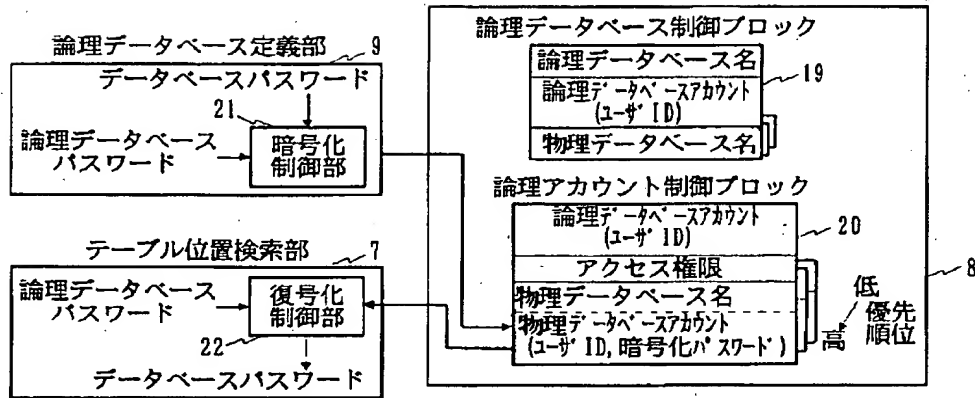 論理データベース定義部
9
データベースパスワード
21
論理データベース
パスワード
暗号化
制御部
テーブル位置検索部
7
論理データベース
パスワード
復号化
制御部
22
データベースパスワード
論理データベース制御ブロック
論理データベース名
19
論理データベースアカウント
(ユーザID)
物理データベース名
論理アカウント制御ブロック
論理データベースアカウント
(ユーザID)
20
アクセス権限
物理データベース名
物理データベースアカウント
(ユーザID,暗号化パスワード)
低
優先
高
順位
8